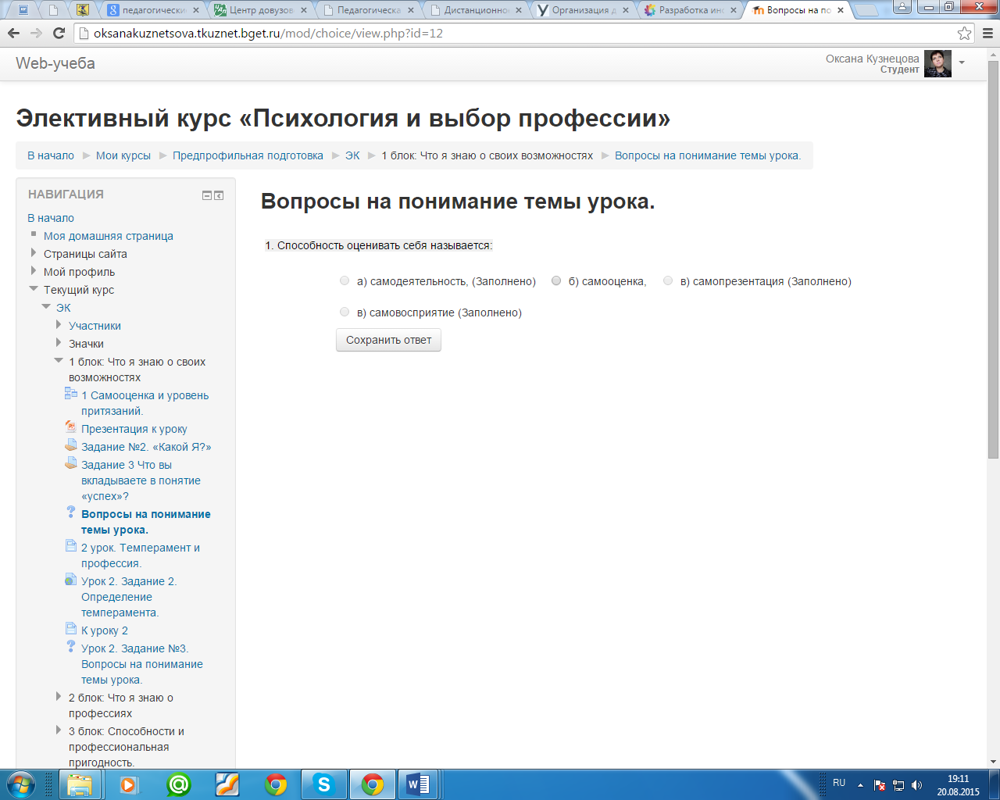 педагогически
Центр довузов
Педагогическа
Дистанционно
Организация д
Разработка ин
Вопросы на по
oksanakuznetsova.tkuznet.bget.ru/mod/choice/view.php?id=12
Web-учеба
Оксана Кузнецова
Студент
Элективный курс «Психология и выбор профессии»
В начало Мои курсы Предпрофильная подготовка ЭК 1 блок: Что я знаю о своих возможностях Вопросы на понимание темы урока.
НАВИГАЦИЯ
В начало
Моя домашняя страница
Страницы сайта
Мой профиль
Текущий курс
ЭК
Участники
Значки
1 блок: Что я знаю о своих
возможностях
1 Самооценка и уровень
притязаний.
Презентация к уроку
Задание №2. «Какой Я?»
Задание 3 Что вы
вкладываете в понятие
«успех»?
Вопросы на понимание
темы урока.
2 урок. Темперамент и
профессия.
Урок 2. Задание 2.
Определение
темперамента.
К уроку 2
Урок 2. Задание №3.
Вопросы на понимание
темы урока.
2 блок: Что я знаю о
профессиях
3 блок: Способности и
профессиональная
пригодность.
Вопросы на понимание темы урока.
1. Способность оценивать себя называется:
а) самодеятельность, (Заполнено) б) самооценка, в) самопрезентация (Заполнено)
в) самовосприятие (Заполнено)
Сохранить ответ
RU
19:11
20.08.2015